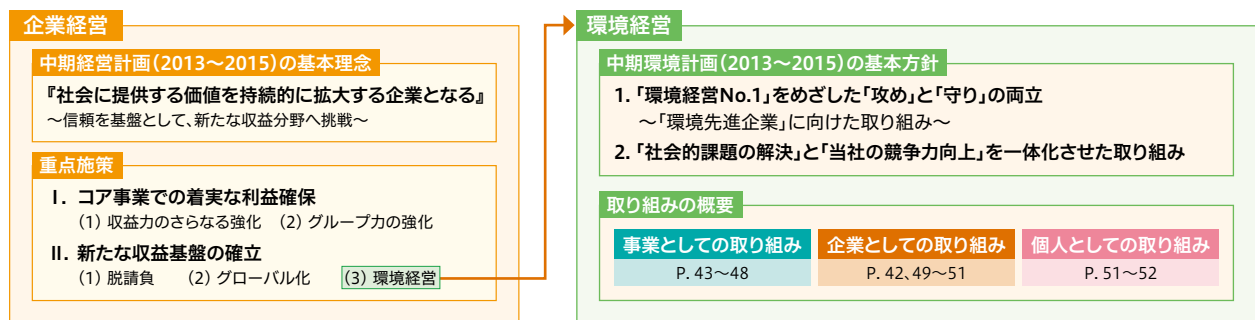 企業経営
中期経営計画(2013〜2015)の基本理念
『社会に提供する価値を持続的に拡大する企業となる』
〜信頼を基盤として、新たな収益分野へ挑戦〜
重点施策
Ⅰ. コア事業での着実な利益確保
(1) 収益力のさらなる強化 (2) グループ力の強化
Ⅱ. 新たな収益基盤の確立
(1) 脱請負 (2) グローバル化 (3) 環境経営
環境経営
中期環境計画(2013〜2015)の基本方針
1. 「環境経営No.1」をめざした「攻め」と「守り」の両立
〜「環境先進企業」に向けた取り組み〜
2. 「社会的課題の解決」と「当社の競争力向上」を一体化させた取り組み
取り組みの概要
事業としての取り組み 企業としての取り組み 個人としての取り組み
P. 43〜48 P. 42、49〜51 P. 51〜52